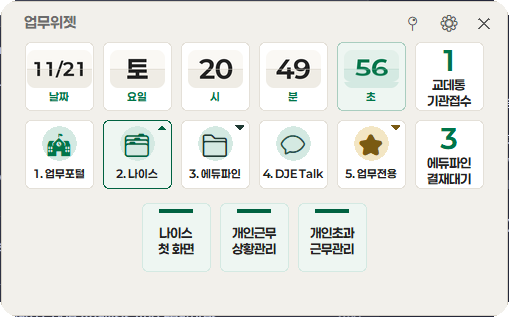 업무위젯
11/21
날짜
토
요일
20
시
49
분
56
초
1
교데통
기관접수
1. 업무포털
2. 나이스
3. 에듀파인
4. DJE Talk
5. 업무전용
3
에듀파인
결재대기
나이스
첫 화면
개인근무
상황관리
개인초과
근무관리